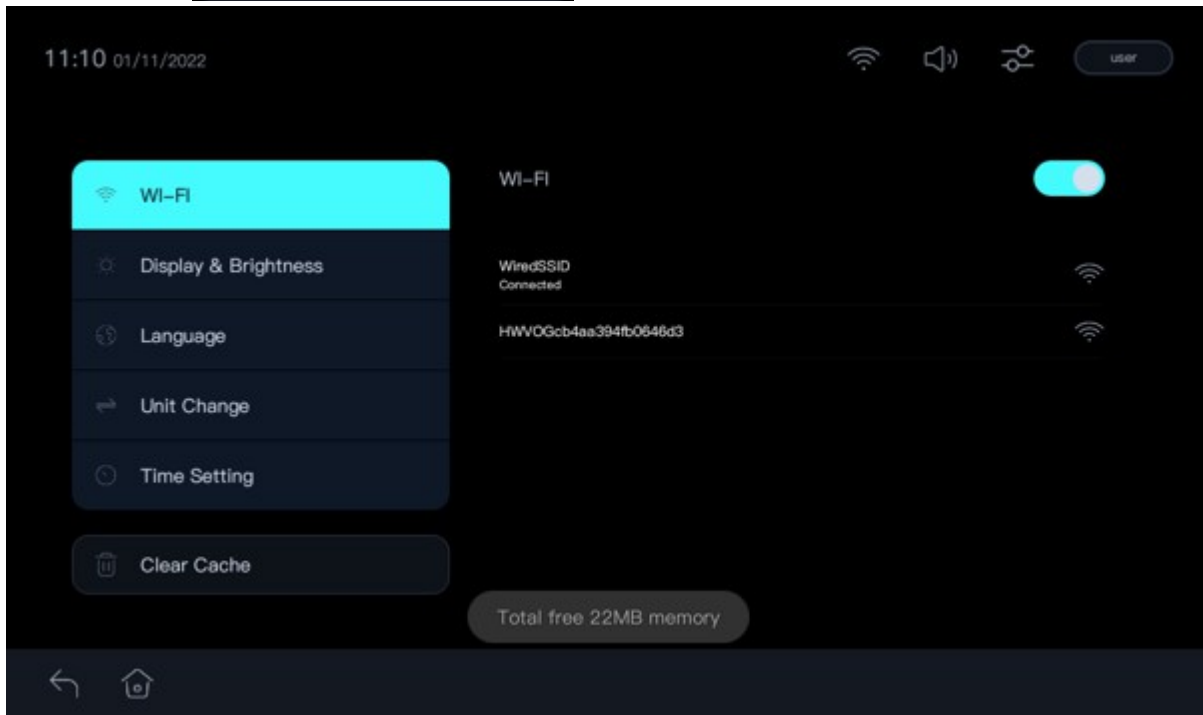 11:10 01/11/2022
user
WI-FI
Display & Brightness
Language
Unit Change
Time Setting
Clear Cache
WI-FI
WiredSSID
Connected
HWVOGcb4aa394fb0646d3
Total free 22MB memory